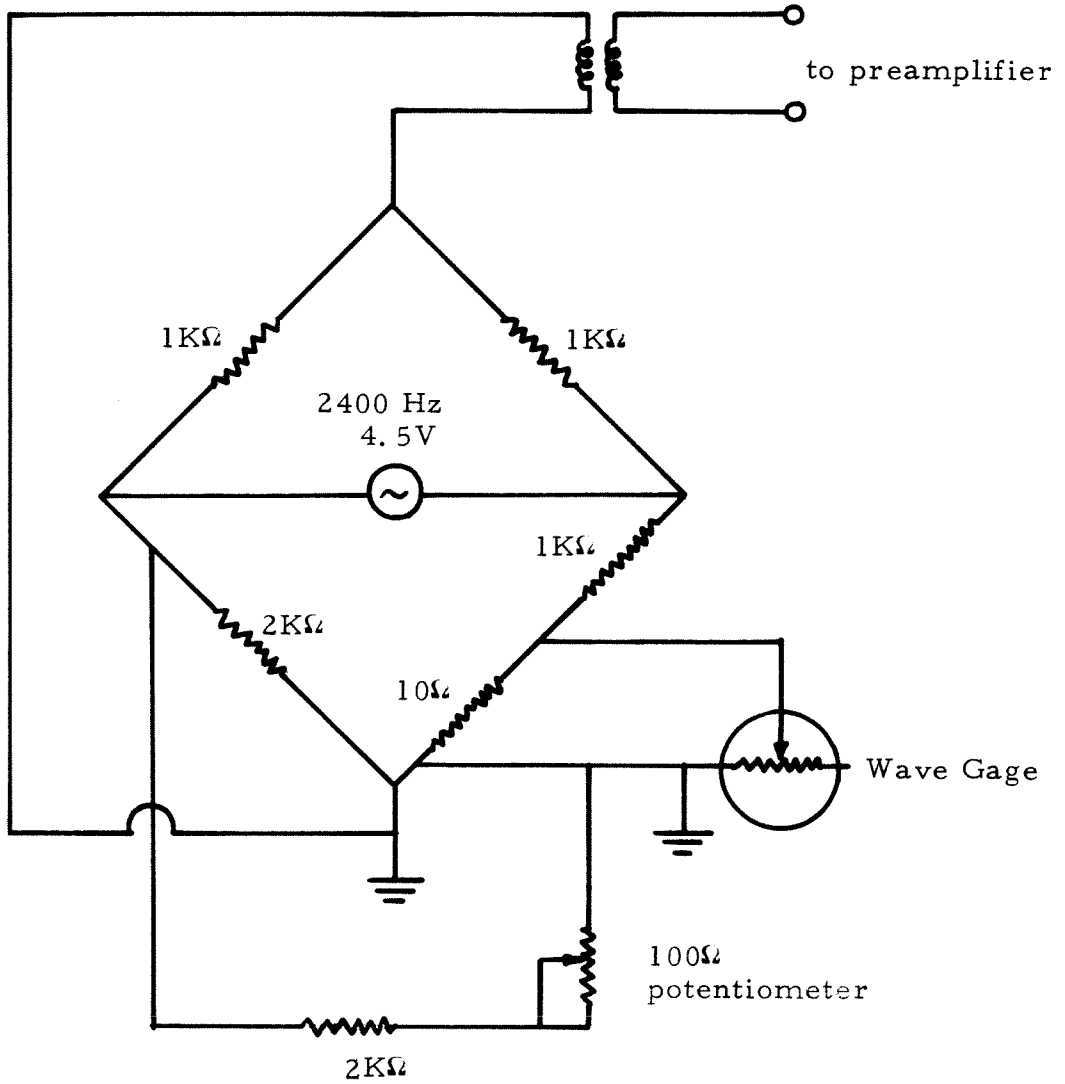 to preamplifier
1KΩ
1KΩ
2400 Hz
4.5V
1KΩ
2KΩ
10Ω
Wave Gage
100Ω
potentiometer
2KΩ